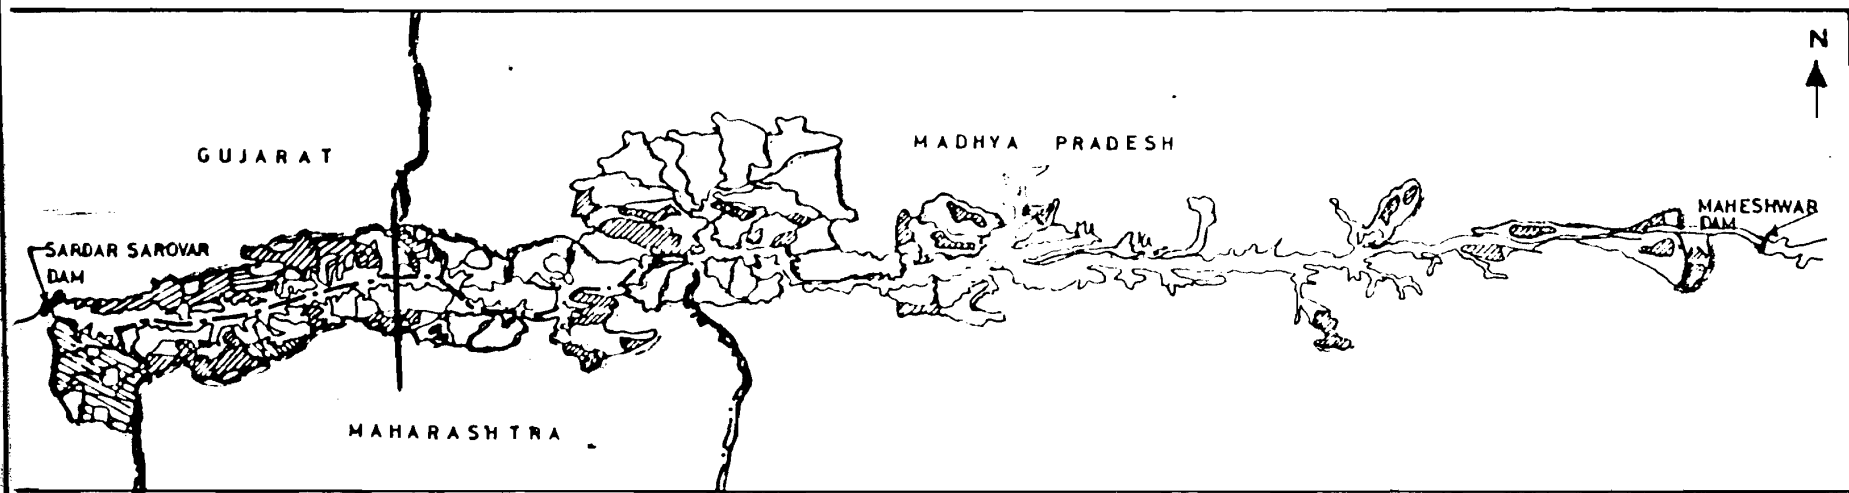 N
GUJARAT
MADHYA PRADESH
MAHESHWAR
DAM
SARDAR SAROVAR
DAM
MAHARASHTRA